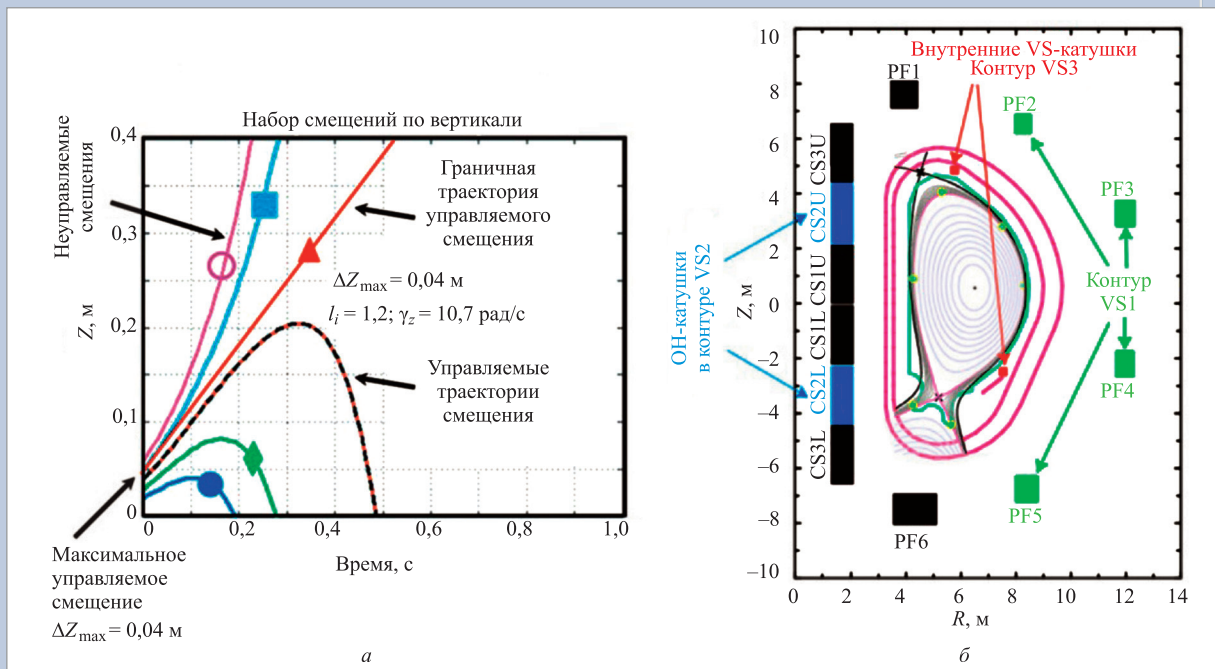 Набор смещений по вертикали
0,4
0,3
0,2
0,1
0
Z, м
Неуправляемые
смещения
Граничная
траектория
управляемого
смещения
ΔZmax = 0,04 м
li = 1,2; γz = 10,7 рад/с
Управляемые
траектории
смещения
0 0,2 0,4 0,6 0,8 1,0
Время, с
Максимальное
управляемое
смещение
ΔZmax = 0,04 м
а
10
8
6
4
2
0
–2
–4
–6
–8
–10
Z, м
Внутренние VS-катушки
Контур VS3
PF1
PF2
PF3
Контур
VS1
PF4
PF5
PF6
CS3U
CS2U
CS1U
CS1L
CS2L
CS3L
ОН-катушки
в контуре VS2
0 2 4 6 8 10 12 14
R, м
б